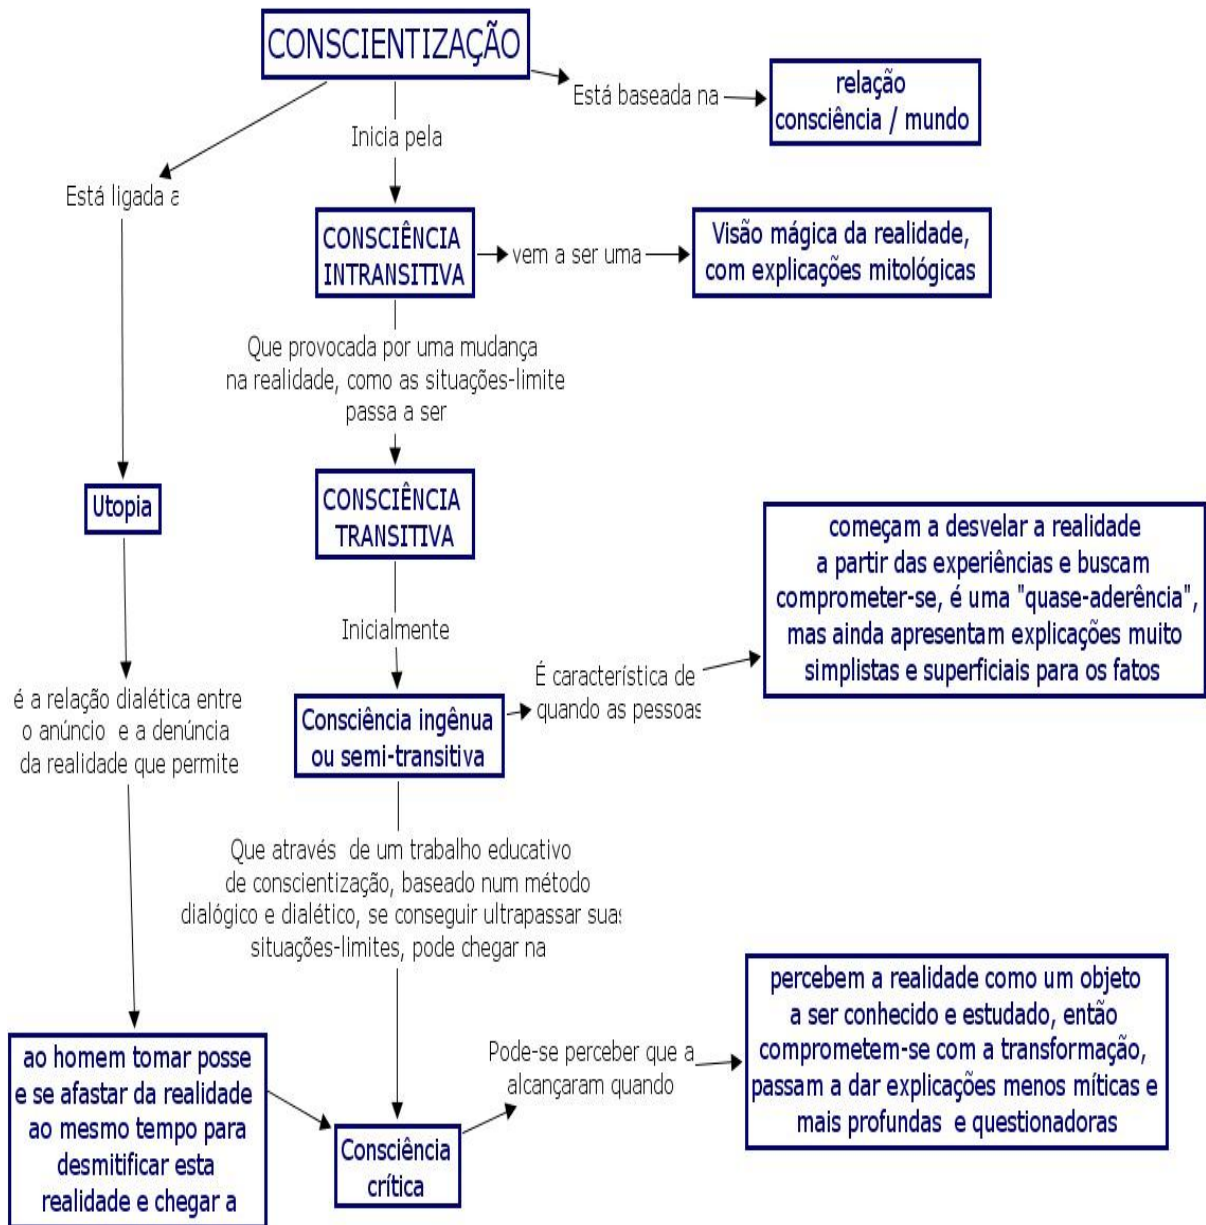 CONSCIENTIZAÇÃO
Está baseada na
relação
consciência / mundo
Inicia pela
Está ligada a
CONSCIÊNCIA
INTRANSITIVA
vem a ser uma
Visão mágica da realidade,
com explicações mitológicas
Que provocada por uma mudança
na realidade, como as situações-limite
passa a ser
Utopia
CONSCIÊNCIA
TRANSITIVA
começam a desvelar a realidade
a partir das experiências e buscam
comprometer-se, é uma "quase-aderência",
mas ainda apresentam explicações muito
simplistas e superficiais para os fatos
Inicialmente
É característica de
quando as pessoas
é a relação dialética entre
o anúncio e a denúncia
da realidade que permite
Consciência ingênua
ou semi-transitiva
Que através de um trabalho educativo
de conscientização, baseado num método
dialógico e dialético, se conseguir ultrapassar suas
situações-limites, pode chegar na
percebem a realidade como um objeto
a ser conhecido e estudado, então
comprometem-se com a transformação,
passam a dar explicações menos míticas e
mais profundas e questionadoras
Pode-se perceber que a
alcançaram quando
ao homem tomar posse
e se afastar da realidade
ao mesmo tempo para
desmitificar esta
realidade e chegar a
Consciência
crítica